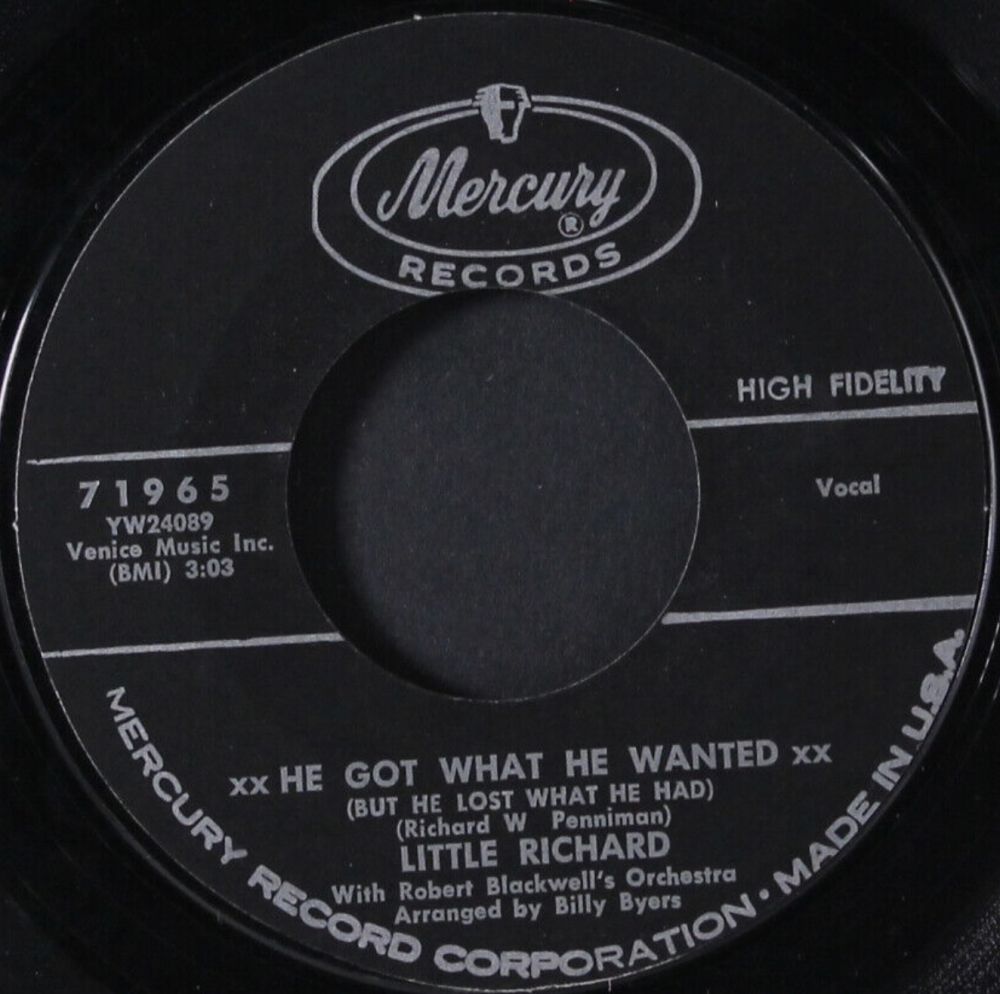 Mercury
®
RECORDS
HIGH FIDELITY
71965
YW24089
Venice Music Inc.
(BMI) 3:03
Vocal
xx HE GOT WHAT HE WANTED xx
(BUT HE LOST WHAT HE HAD)
(Richard W Penniman)
LITTLE RICHARD
With Robert Blackwell's Orchestra
Arranged by Billy Byers
MERCURY RECORD CORPORATION · MADE IN U.S.A.